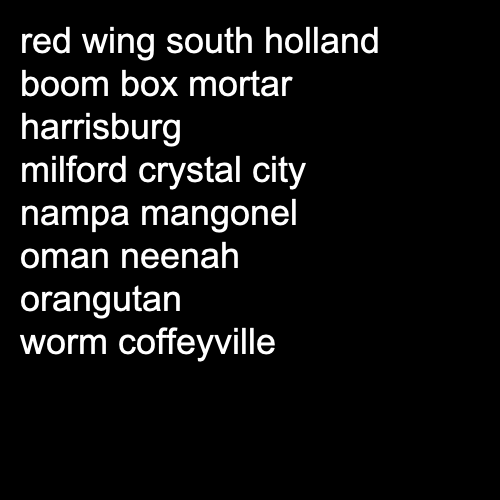 red wing south holland
boom box mortar
harrisburg
milford crystal city
nampa mangonel
oman neenah
orangutan
worm coffeyville